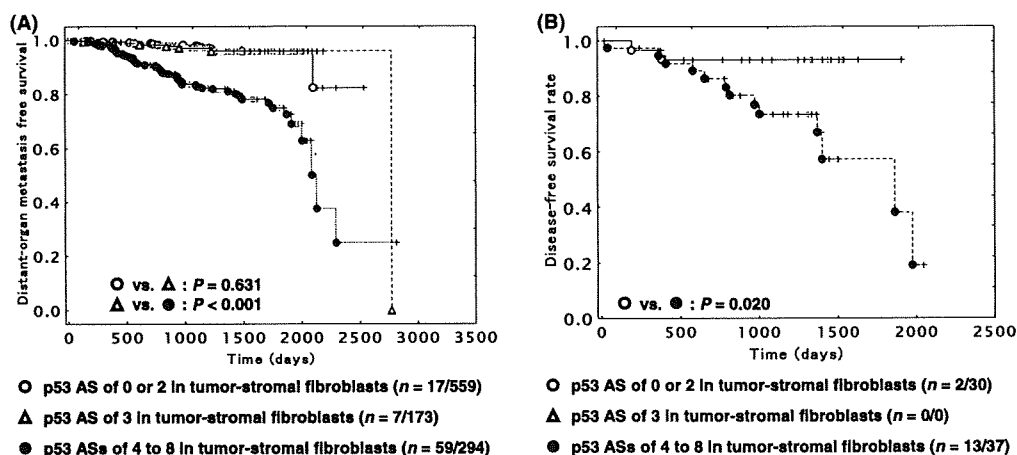 (A)
Distant-organ metastasis free survival
1.0
0.8
0.6
0.4
0.2
0.0
○ vs. △ : P = 0.631
△ vs. ● : P < 0.001
0 500 1000 1500 2000 2500 3000 3500
Time (days)
○ p53 AS of 0 or 2 in tumor-stromal fibroblasts (n = 17/559)
△ p53 AS of 3 in tumor-stromal fibroblasts (n = 7/173)
● p53 ASs of 4 to 8 in tumor-stromal fibroblasts (n = 59/294)
(B)
Disease-free survival rate
1.0
0.8
0.6
0.4
0.2
0.0
○ vs. ● : P = 0.020
0 500 1000 1500 2000 2500
Time (days)
○ p53 AS of 0 or 2 in tumor-stromal fibroblasts (n = 2/30)
△ p53 AS of 3 in tumor-stromal fibroblasts (n = 0/0)
● p53 ASs of 4 to 8 in tumor-stromal fibroblasts (n = 13/37)